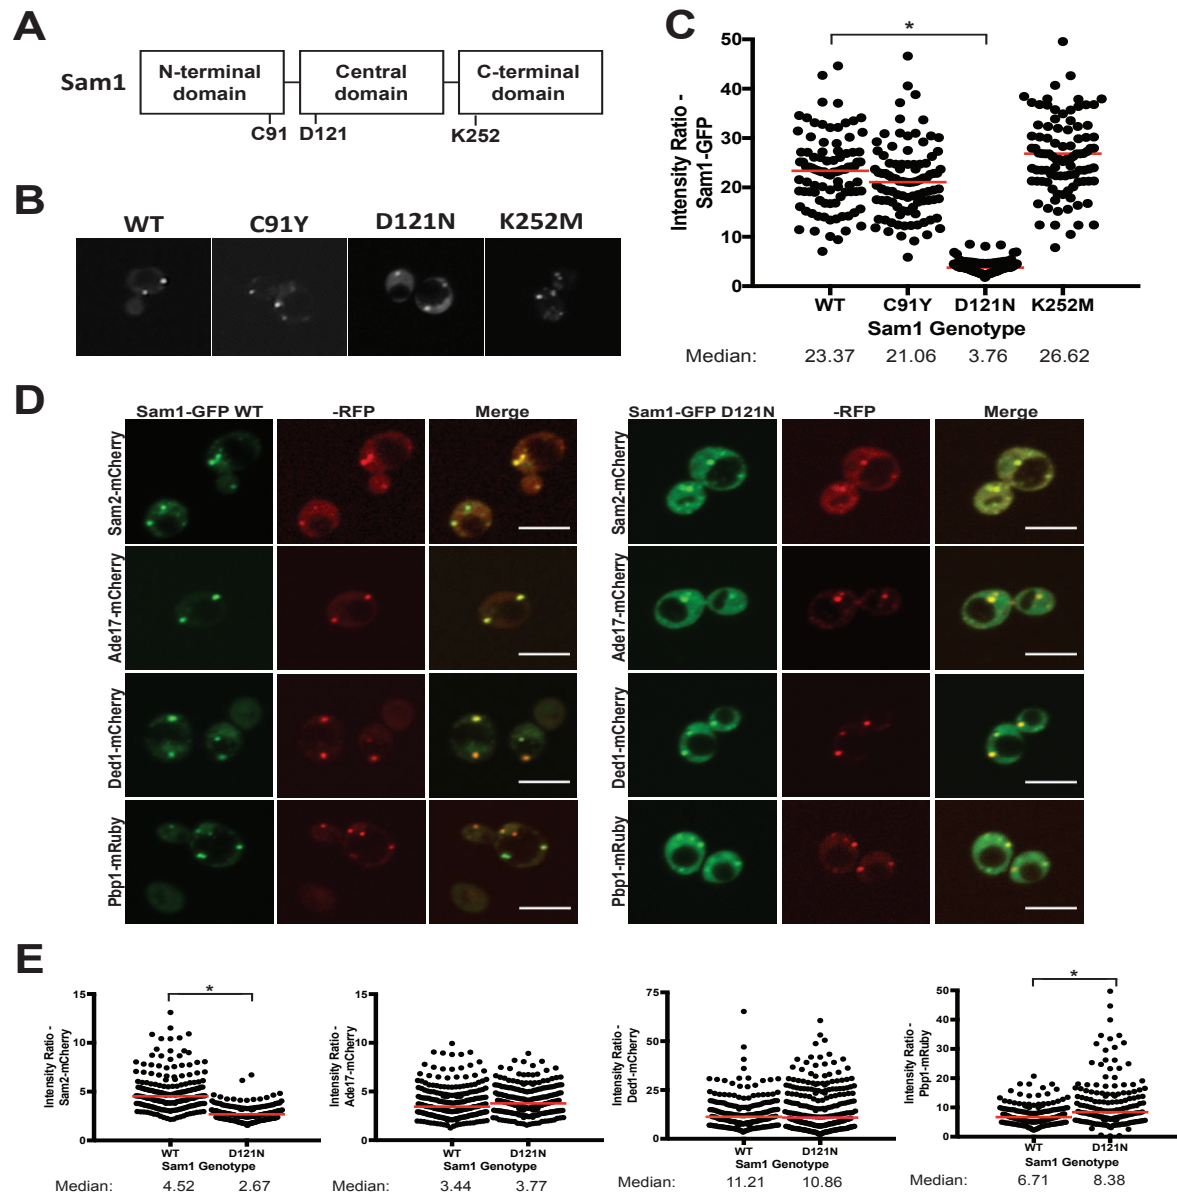 A
Sam1
N-terminal domain
Central domain
C-terminal domain
C91
D121
K252
B
WT
C91Y
D121N
K252M
C
*
Intensity Ratio -
Sam1-GFP
50
40
30
20
10
0
WT
C91Y
D121N
K252M
Sam1 Genotype
Median:
23.37
21.06
3.76
26.62
D
Sam1-GFP WT
-RFP
Merge
Sam1-GFP D121N
-RFP
Merge
Sam2-mCherry
Sam2-mCherry
Ade17-mCherry
Ade17-mCherry
Ded1-mCherry
Ded1-mCherry
Pbp1-mRuby
Pbp1-mRuby
E
*
Intensity Ratio -
Sam2-mCherry
15
10
5
0
WT
D121N
Sam1 Genotype
Median:
4.52
2.67
Intensity Ratio -
Ade17-mCherry
15
10
5
0
WT
D121N
Sam1 Genotype
Median:
3.44
3.77
Intensity Ratio -
Ded1-mCherry
75
50
25
0
WT
D121N
Sam1 Genotype
Median:
11.21
10.86
*
Intensity Ratio -
Pbp1-mRuby
50
40
30
20
10
0
WT
D121N
Sam1 Genotype
Median:
6.71
8.38